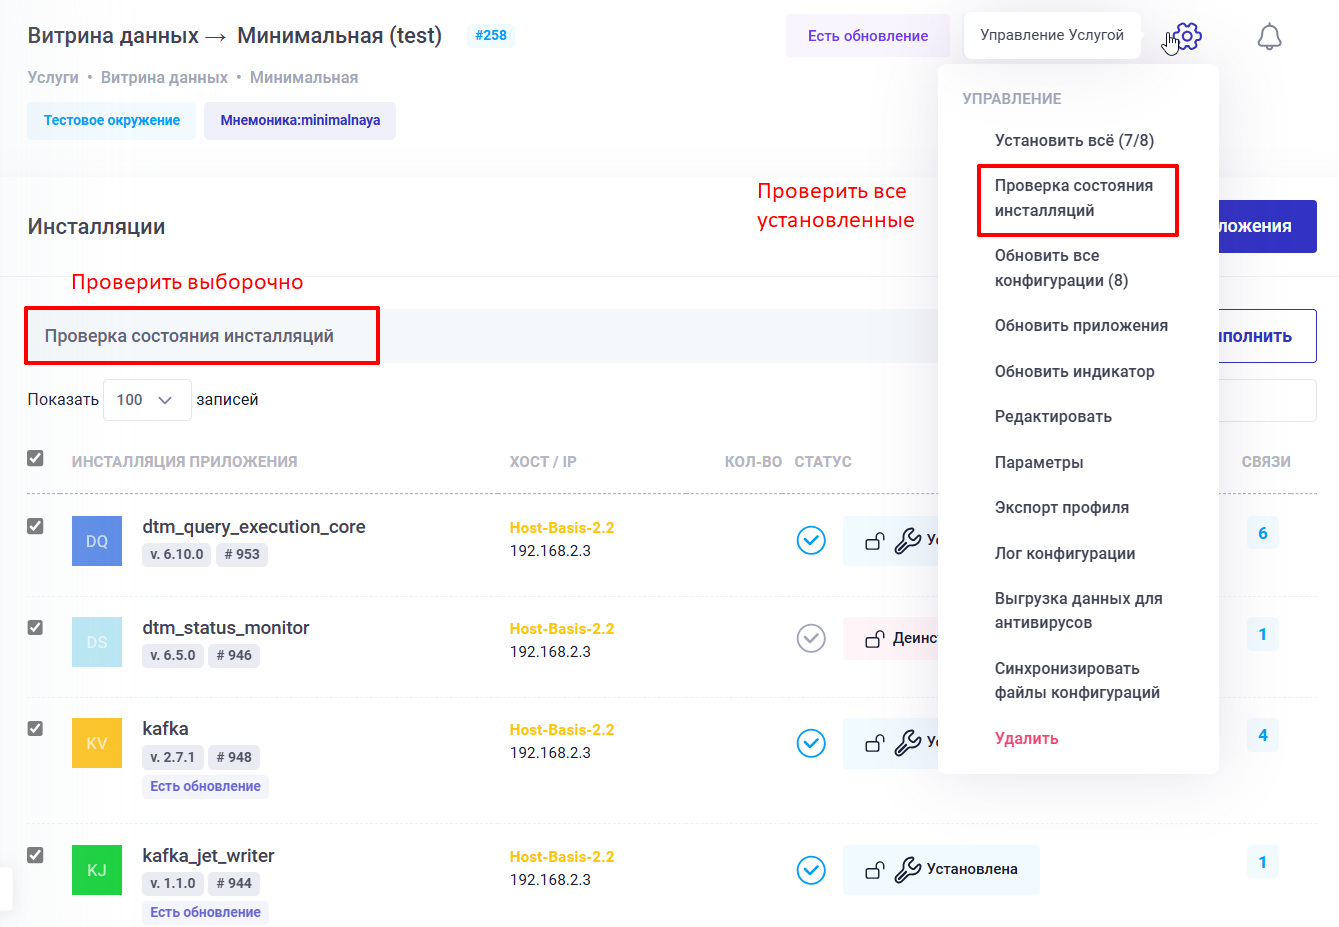 Витрина данных → Минимальная (test) #258
Есть обновление
Управление Услугой
Услуги • Витрина данных • Минимальная
Тестовое окружение
Мнемоника:minimalnaya
УПРАВЛЕНИЕ
Установить всё (7/8)
Проверка состояния
инсталляций
Обновить все
конфигурации (8)
Обновить приложения
Обновить индикатор
Редактировать
Параметры
Экспорт профиля
Лог конфигурации
Выгрузка данных для
антивирусов
Синхронизировать
файлы конфигураций
Удалить
Проверить все
установленные
Инсталляции
Проверить выборочно
Проверка состояния инсталляций
Показать 100 записей
ИНСТАЛЛЯЦИЯ ПРИЛОЖЕНИЯ ХОСТ / IP КОЛ-ВО СТАТУС СВЯЗИ
DQ
dtm_query_execution_core
v. 6.10.0 # 953
Host-Basis-2.2
192.168.2.3
6
DS
dtm_status_monitor
v. 6.5.0 # 946
Host-Basis-2.2
192.168.2.3
1
KV
kafka
v. 2.7.1 # 948
Есть обновление
Host-Basis-2.2
192.168.2.3
4
KJ
kafka_jet_writer
v. 1.1.0 # 944
Есть обновление
Host-Basis-2.2
192.168.2.3
Установлена
1